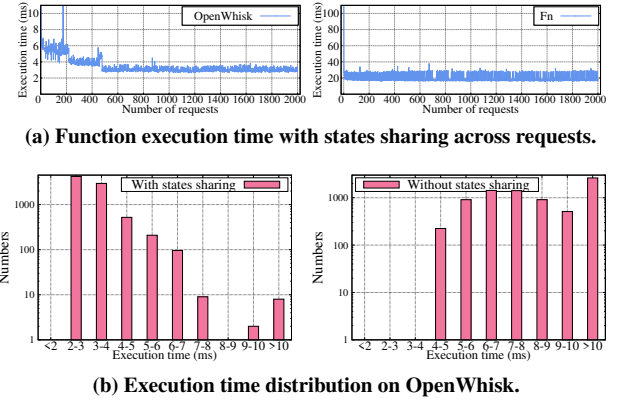 OpenWhisk
Execution time (ms)
10
8
6
4
2
0 200 400 600 800 1000 1200 1400 1600 1800 2000
Number of requests
Fn
Execution time (ms)
100
80
60
40
20
0 200 400 600 800 1000 1200 1400 1600 1800 2000
Number of requests
(a) Function execution time with states sharing across requests.
With states sharing
Numbers
1000
100
10
1
<2 2-3 3-4 4-5 5-6 6-7 7-8 8-9 9-10 >10
Execution time (ms)
Without states sharing
Numbers
1000
100
10
1
<2 2-3 3-4 4-5 5-6 6-7 7-8 8-9 9-10 >10
Execution time (ms)
(b) Execution time distribution on OpenWhisk.